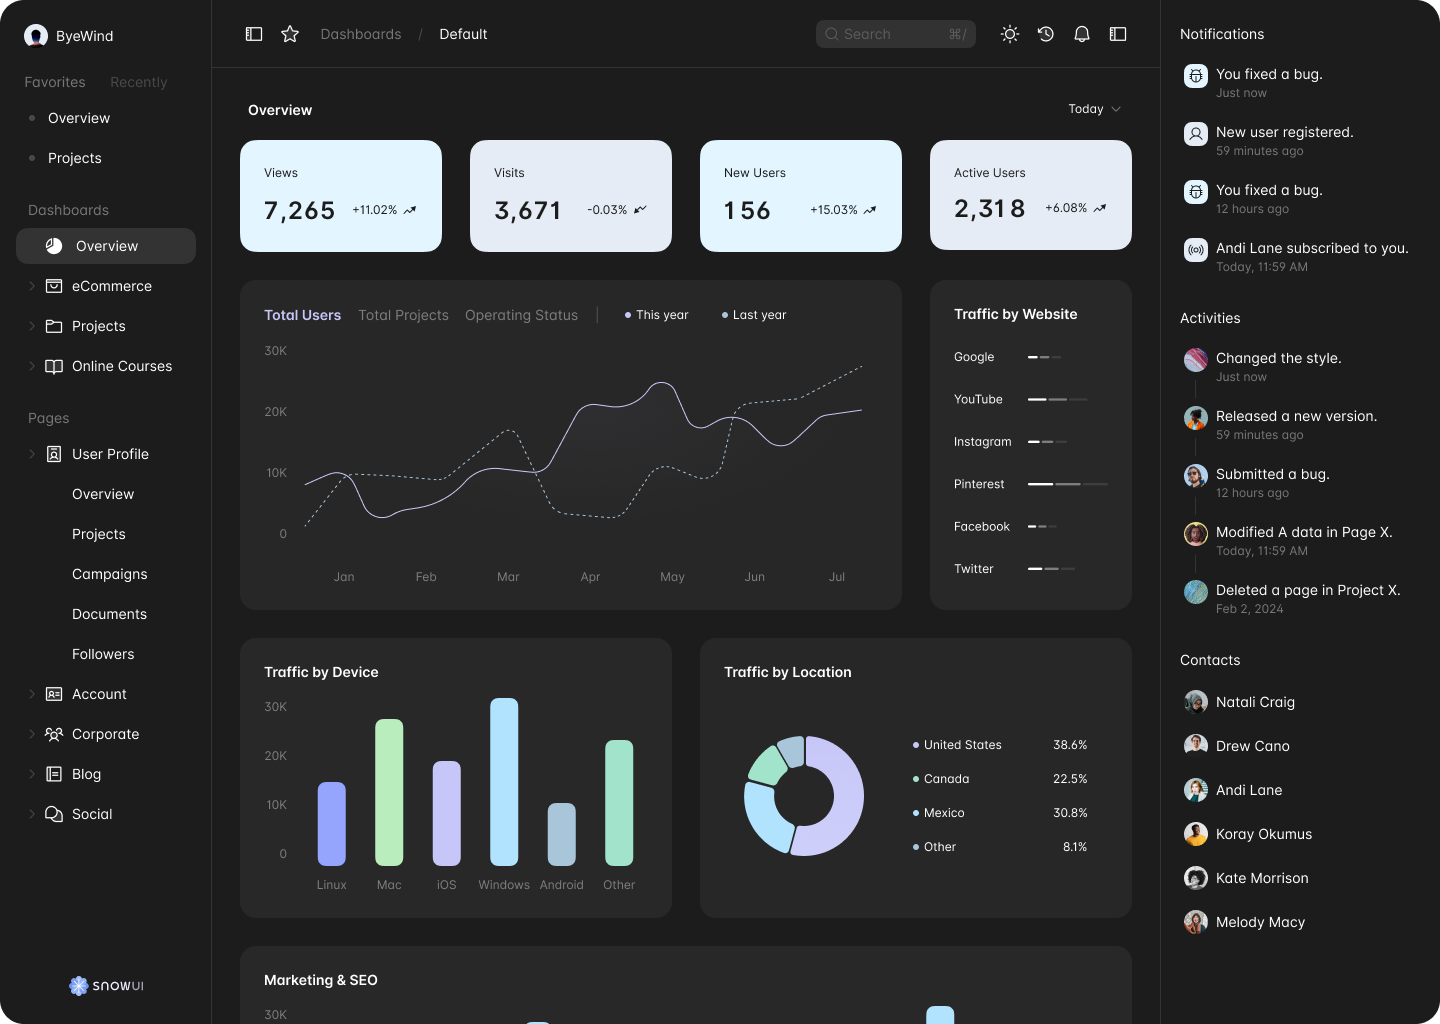 ByeWind
Favorites Recently
Overview
Projects
Dashboards
Overview
eCommerce
Projects
Online Courses
Pages
User Profile
Overview
Projects
Campaigns
Documents
Followers
Account
Corporate
Blog
Social
SNOWUI
Dashboards / Default
Search ⌘/
Overview Today
Views
7,265 +11.02%
Visits
3,671 -0.03%
New Users
156 +15.03%
Active Users
2,318 +6.08%
Total Users Total Projects Operating Status This year Last year
30K
20K
10K
0
Jan Feb Mar Apr May Jun Jul
Traffic by Website
Google
YouTube
Instagram
Pinterest
Facebook
Twitter
Traffic by Device
30K
20K
10K
0
Linux Mac iOS Windows Android Other
Traffic by Location
United States 38.6%
Canada 22.5%
Mexico 30.8%
Other 8.1%
Marketing & SEO
30K
Notifications
You fixed a bug.
Just now
New user registered.
59 minutes ago
You fixed a bug.
12 hours ago
Andi Lane subscribed to you.
Today, 11:59 AM
Activities
Changed the style.
Just now
Released a new version.
59 minutes ago
Submitted a bug.
12 hours ago
Modified A data in Page X.
Today, 11:59 AM
Deleted a page in Project X.
Feb 2, 2024
Contacts
Natali Craig
Drew Cano
Andi Lane
Koray Okumus
Kate Morrison
Melody Macy